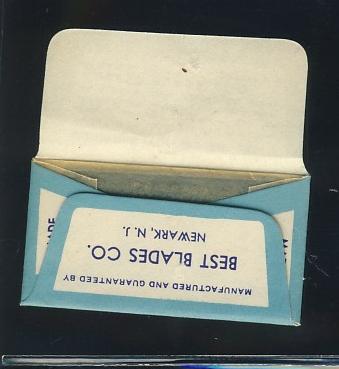 MANUFACTURED AND GUARANTEED BY
BEST BLADES CO.
NEWARK, N. J.